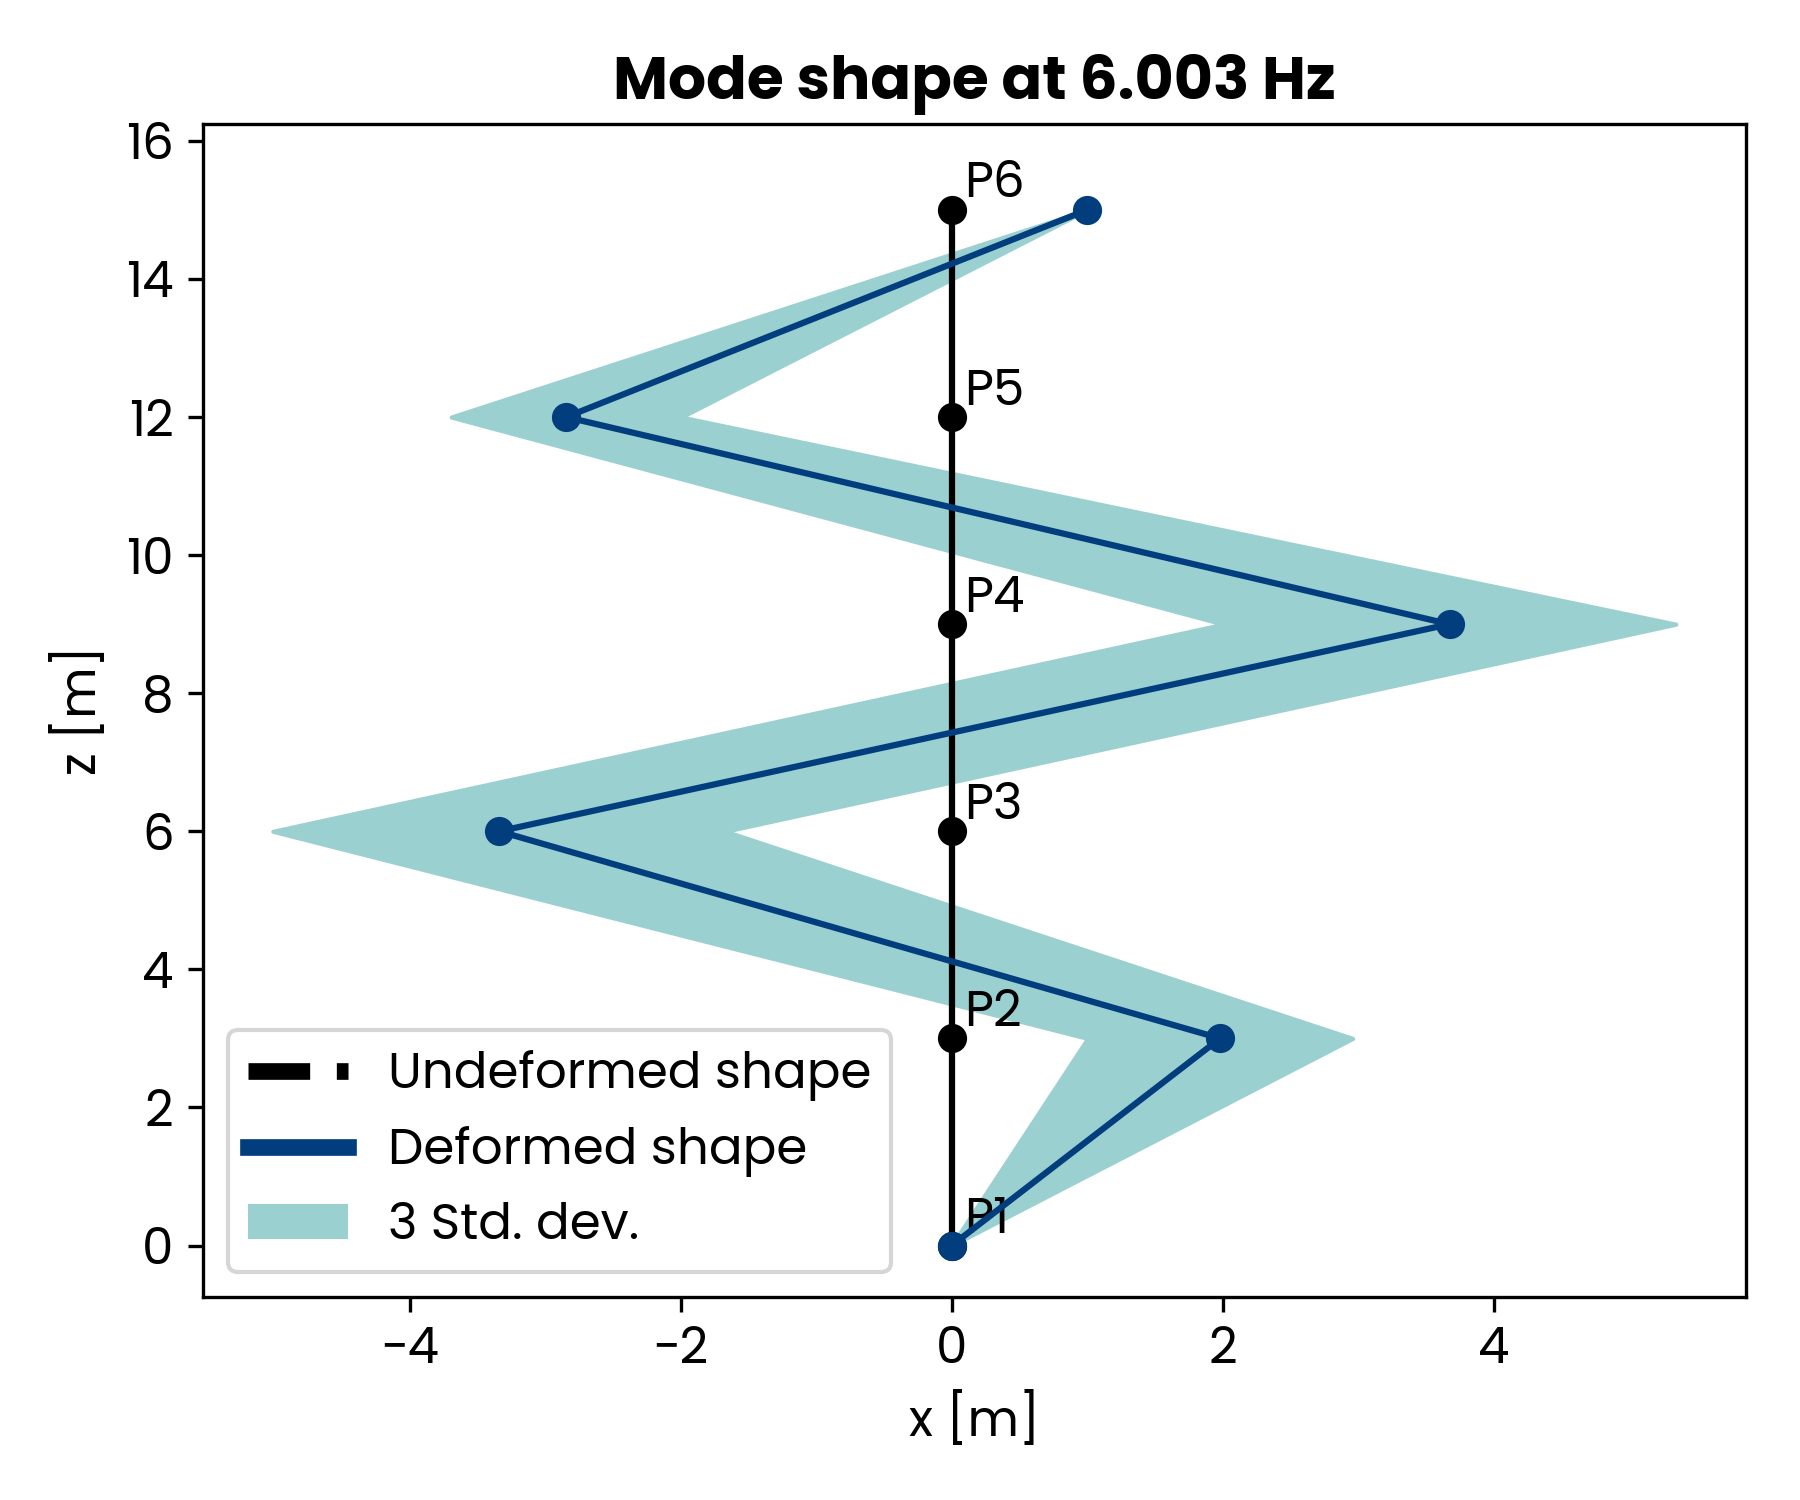 Mode shape at 6.003 Hz
16
14
12
10
8
6
4
2
0
z [m]
P6
P5
P4
P3
P2
P1
Undeformed shape
Deformed shape
3 Std. dev.
−4 −2 0 2 4
x [m]